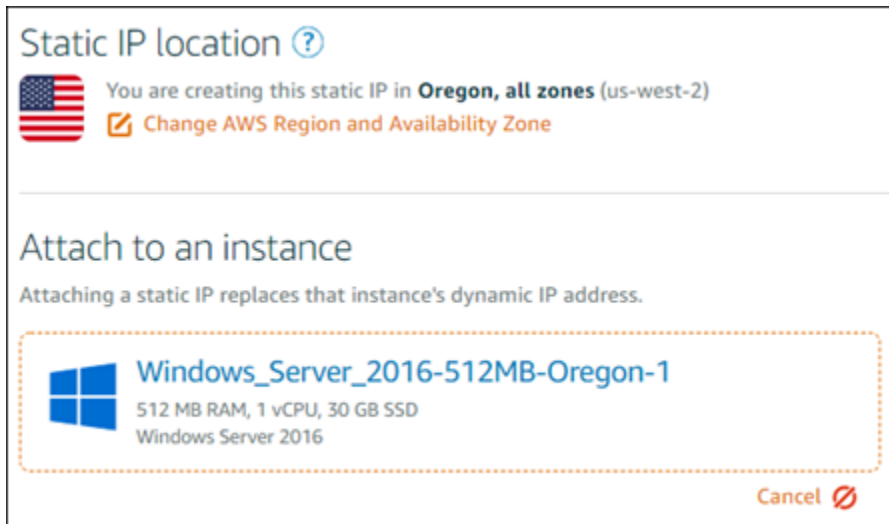 Static IP location ?
You are creating this static IP in Oregon, all zones (us-west-2)
Change AWS Region and Availability Zone
Attach to an instance
Attaching a static IP replaces that instance's dynamic IP address.
Windows_Server_2016-512MB-Oregon-1
512 MB RAM, 1 vCPU, 30 GB SSD
Windows Server 2016
Cancel